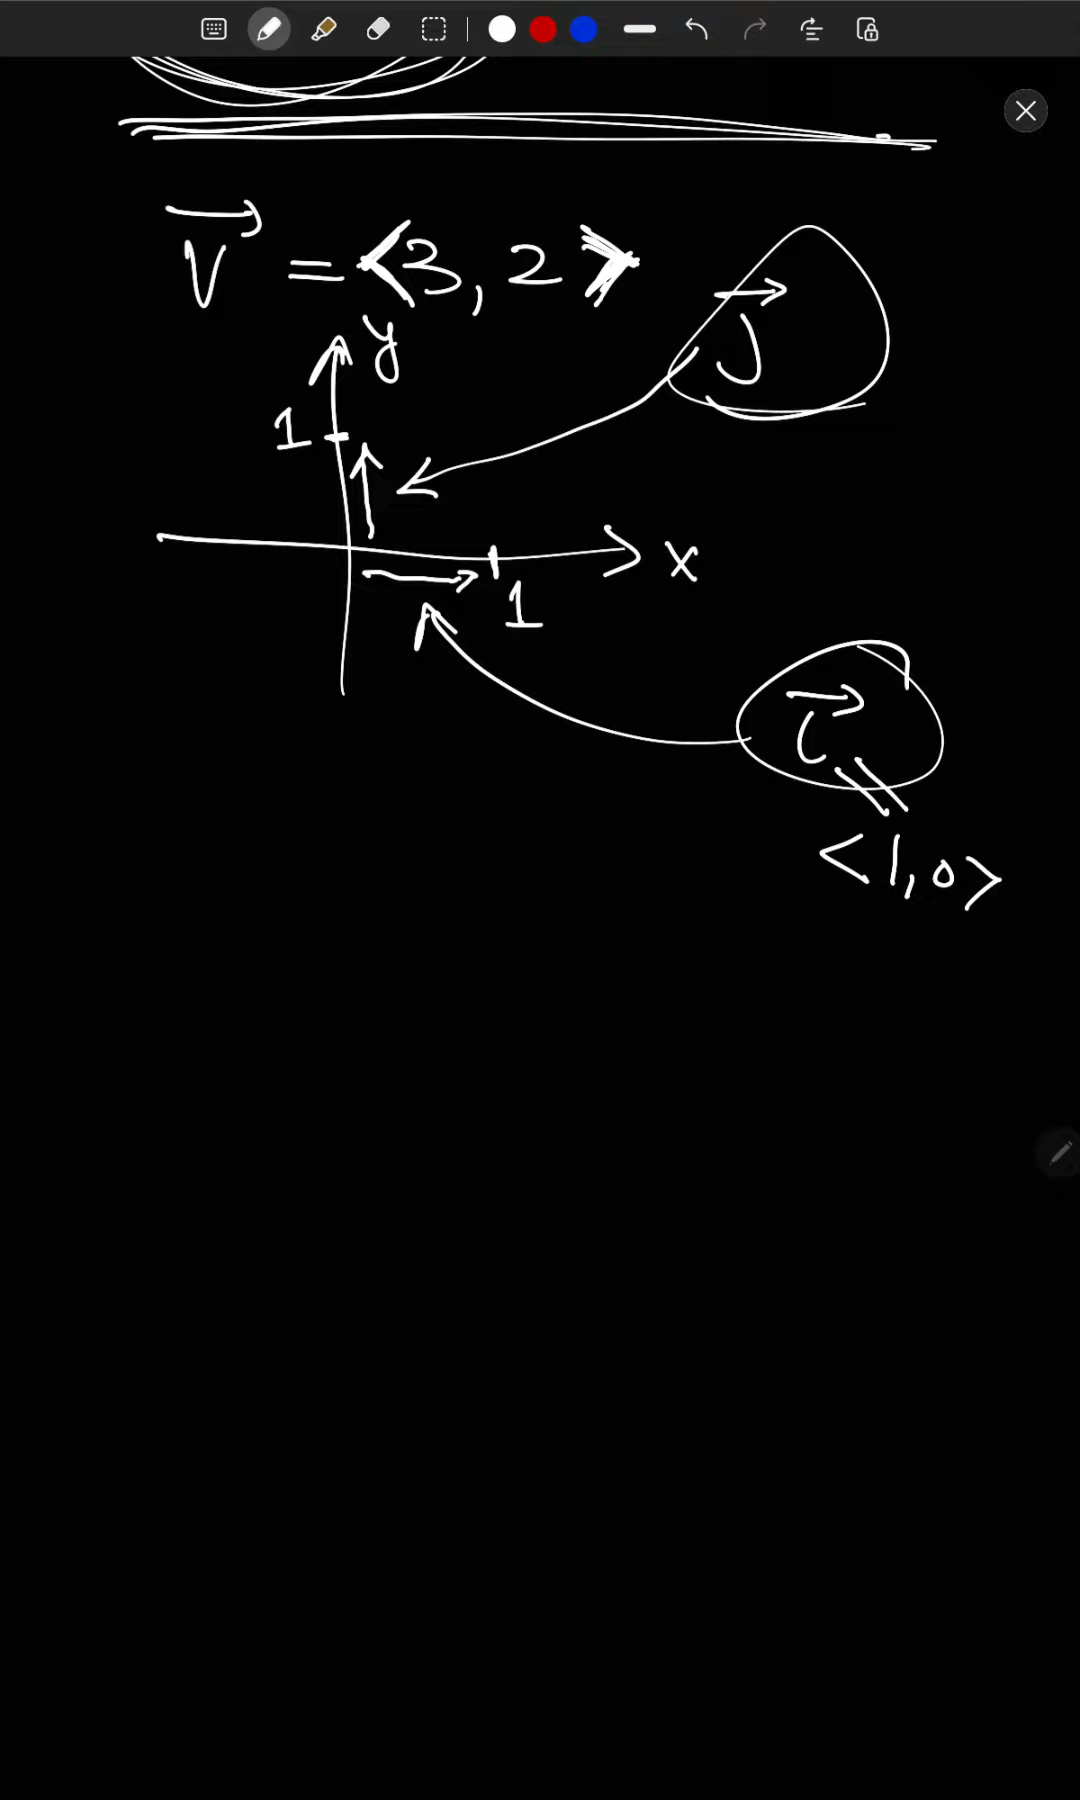 V = <3, 2>
y
J
1
x
1
i
<1,0>